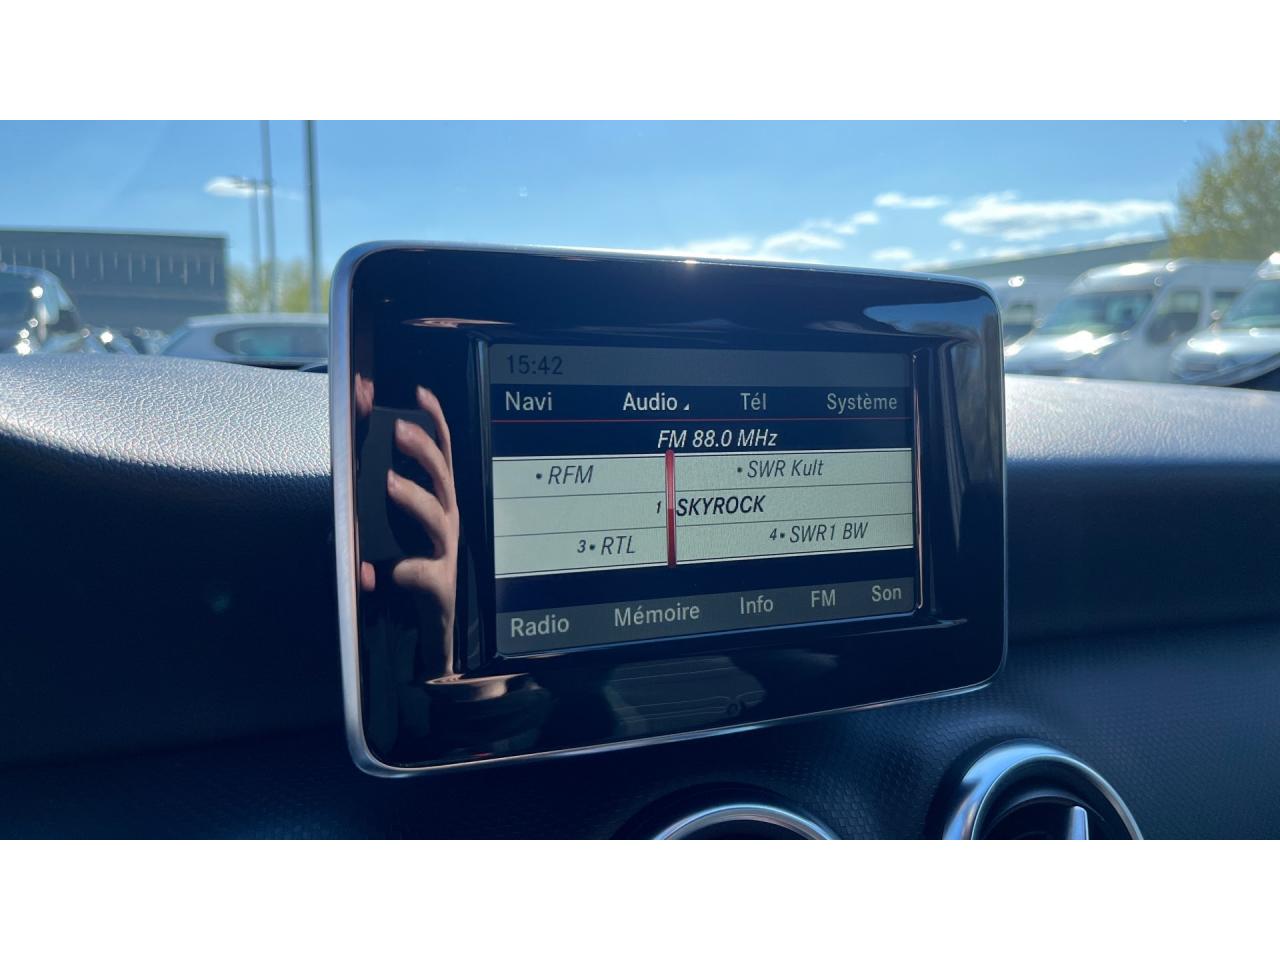 15:42
Navi Audio Tél Système
FM 88.0 MHz
• RFM • SWR Kult
1 SKYROCK
3• RTL 4• SWR1 BW
Radio Mémoire Info FM Son